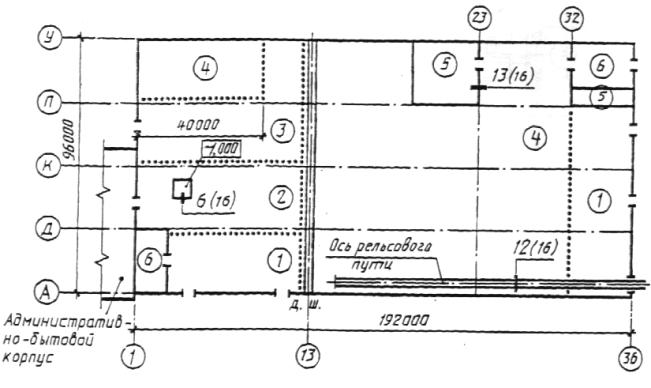 23
32
У
5
6
4
13(16)
5
П
40000
3
4
96000
-1,000
К
2
1
6(16)
Д
Ось рельсового
пути
12(16)
6
1
А
д. ш.
Административ-
но-бытовой
корпус
192000
1
13
36